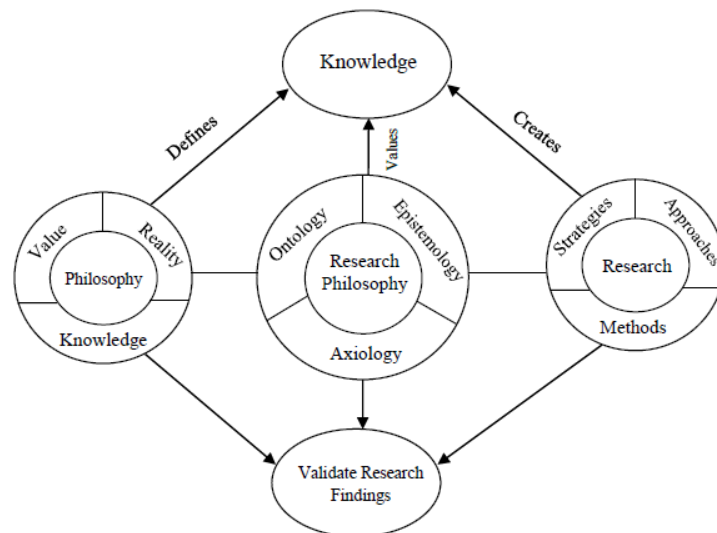 Knowledge
Defines
Values
Creates
Value
Reality
Philosophy
Knowledge
Ontology
Epistemology
Research
Philosophy
Axiology
Strategies
Approaches
Research
Methods
Validate Research
Findings